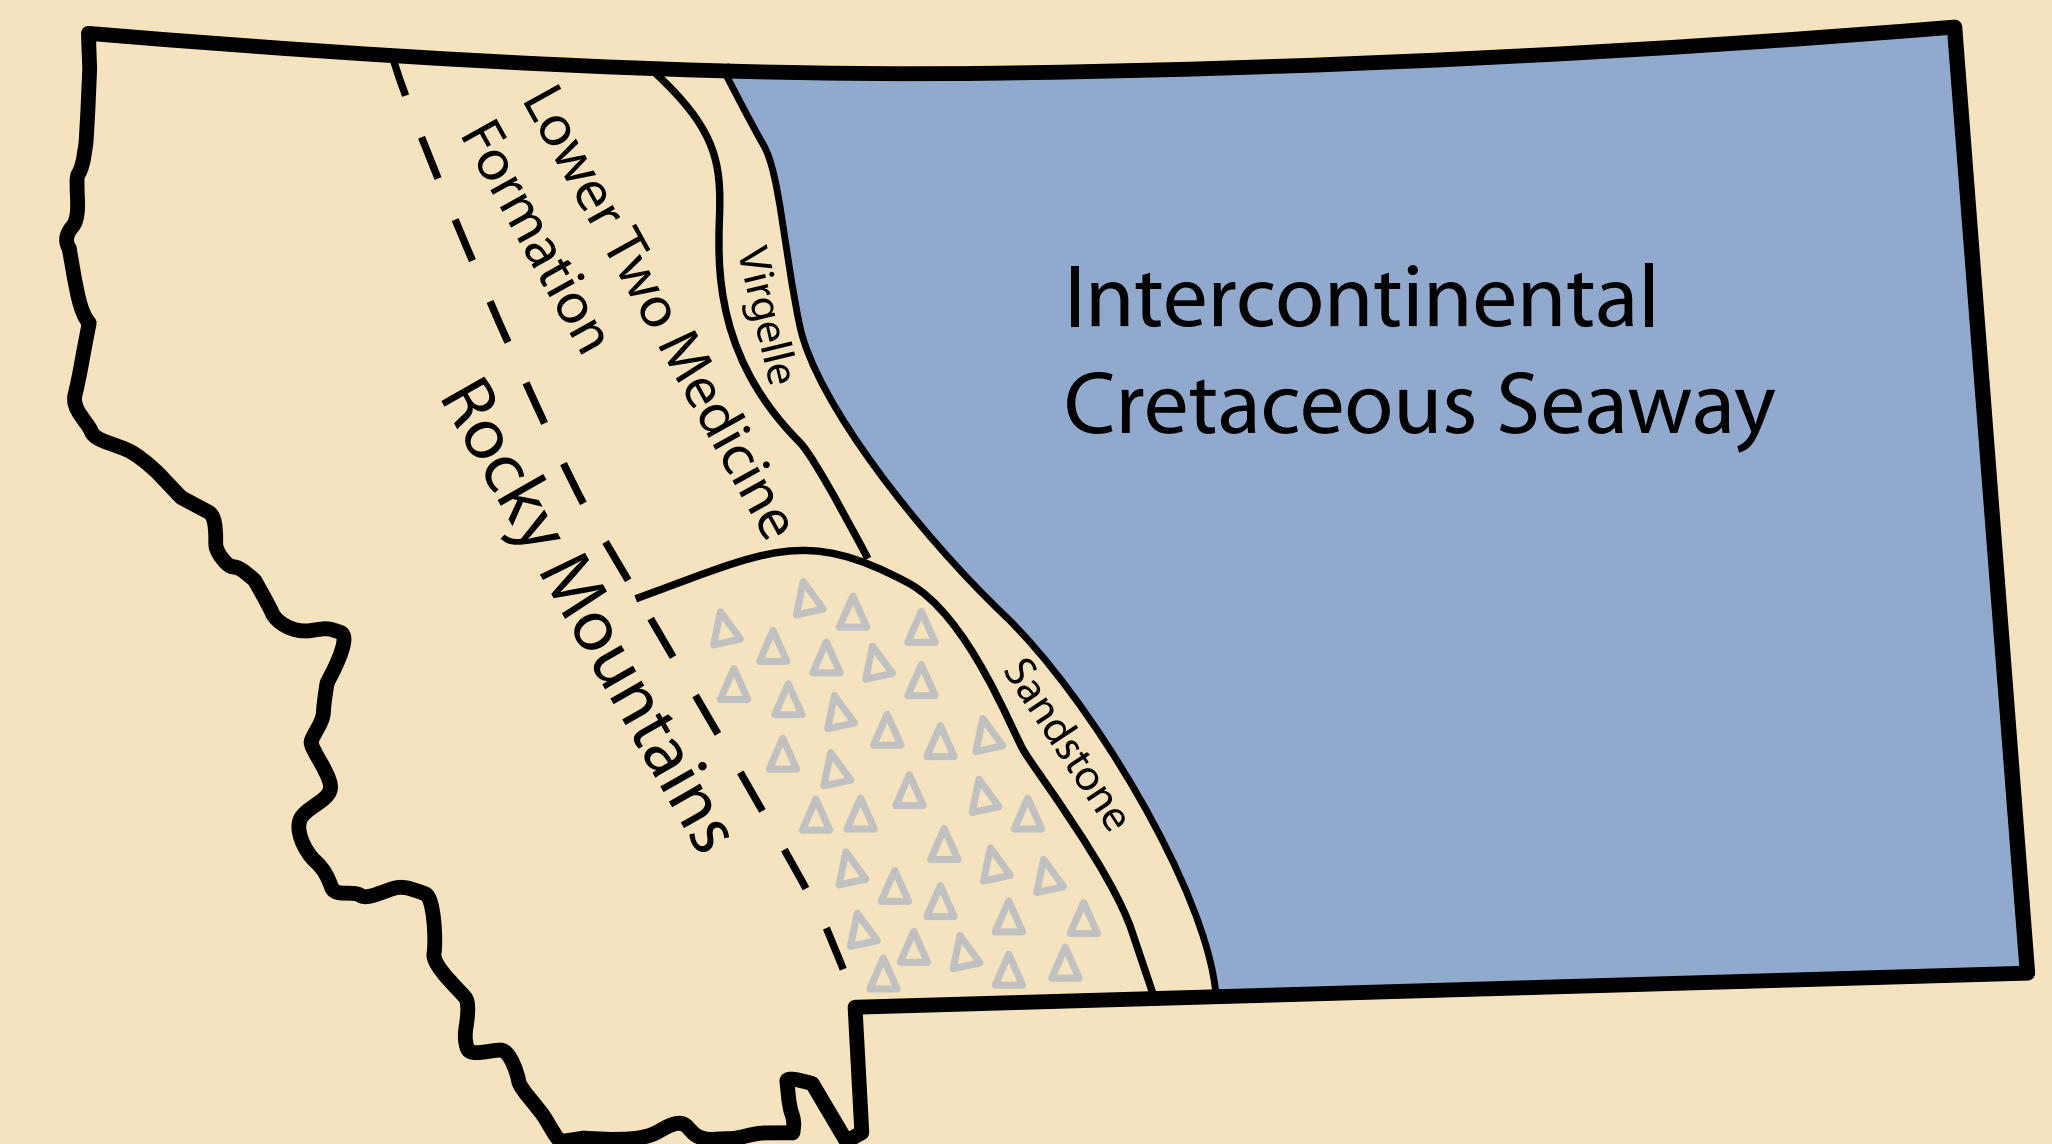 Lower Two Medicine
Formation
Virgelle
Sandstone
Rocky Mountains
Intercontinental
Cretaceous Seaway